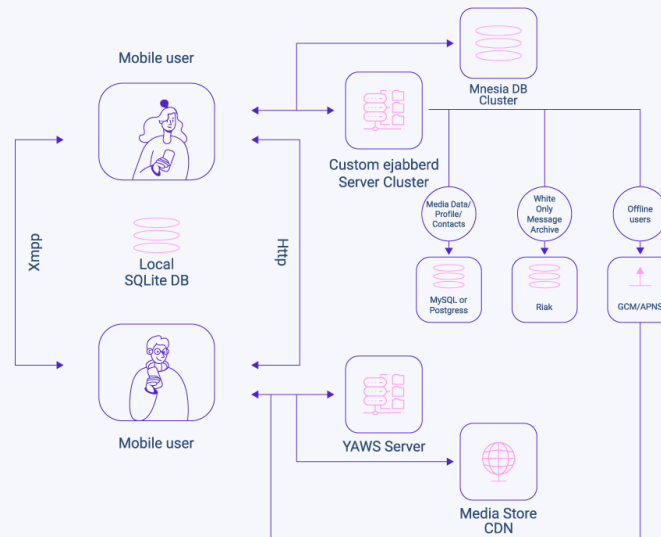 Mobile user
Mnesia DB
Cluster
Custom ejabberd
Server Cluster
Media Data/
Profile/
Contacts
White
Only
Message
Archive
Offline
users
Xmpp
Local
SQLite DB
Http
MySQL or
Postgress
Riak
GCM/APNS
Mobile user
YAWS Server
Media Store
CDN